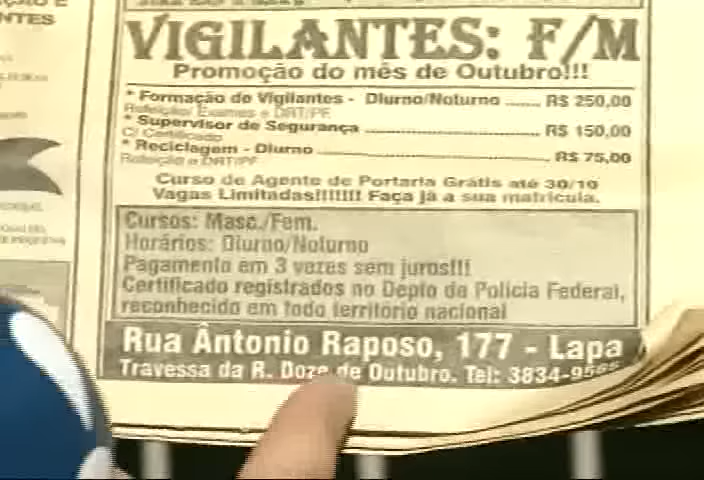 NTES
VIGILANTES: F/M
Promoção do mês de Outubro!!!
* Formação de Vigilantes - Diurno/Noturno ....... R$ 250,00
Refeição/ Exames e DRT/PF
* Supervisor de Segurança ........ R$ 150,00
C/ Certificado
* Reciclagem - Diurno ........ R$ 75,00
Refeição e DRT/PF
Curso de Agente de Portaria Grátis até 30/10
Vagas Limitadas!!!!!!! Faça já a sua matrícula.
Cursos: Masc./Fem.
Horários: Diurno/Noturno
Pagamento em 3 vezes sem juros!!!
Certificado registrados no Depto da Polícia Federal,
reconhecido em todo território nacional
Rua Ântonio Raposo, 177 - Lapa
Travessa da R. Doze de Outubro. Tel: 3834-